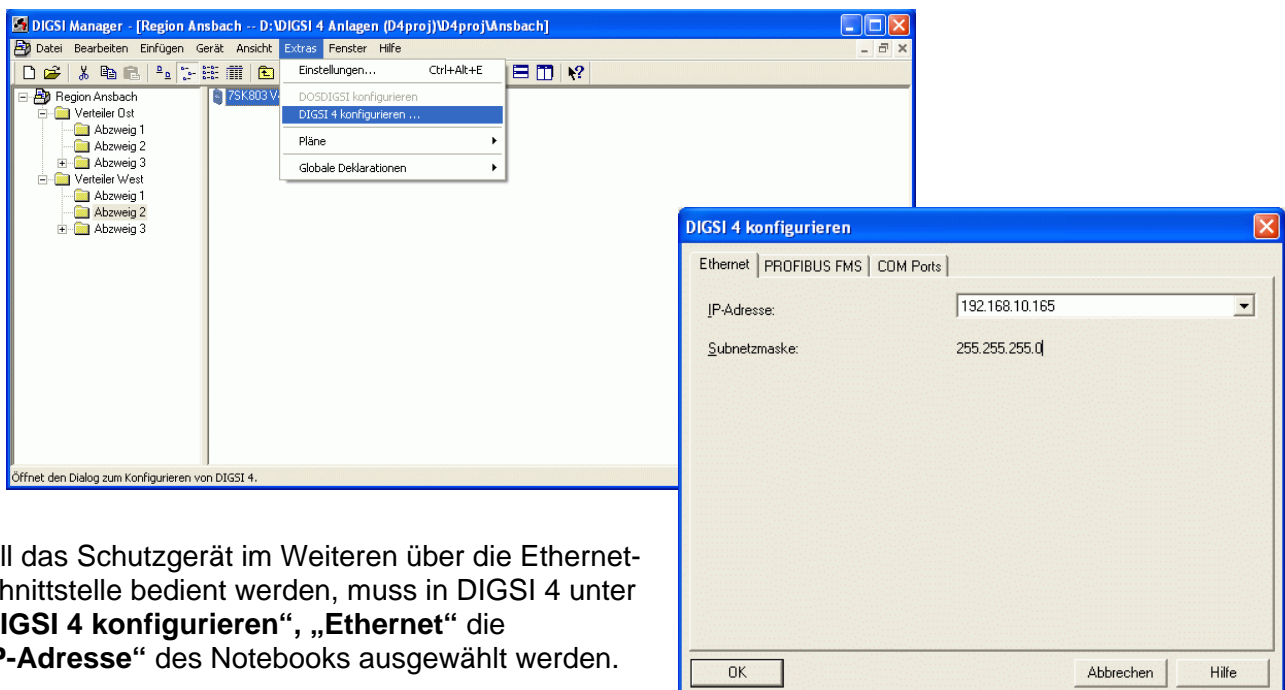 DIGSI Manager - [Region Ansbach -- D:\DIGSI 4 Anlagen (D4proj)\D4proj\Ansbach]
Datei Bearbeiten Einfügen Gerät Ansicht Extras Fenster Hilfe
Einstellungen... Ctrl+Alt+E
DOSDIGSI konfigurieren
DIGSI 4 konfigurieren ...
Pläne
Globale Deklarationen
Region Ansbach
Verteiler Ost
Abzweig 1
Abzweig 2
Abzweig 3
Verteiler West
Abzweig 1
Abzweig 2
Abzweig 3
7SK803 V4
Öffnet den Dialog zum Konfigurieren von DIGSI 4.
DIGSI 4 konfigurieren
Ethernet PROFIBUS FMS COM Ports
IP-Adresse: 192.168.10.165
Subnetzmaske: 255.255.255.0
OK Abbrechen Hilfe
ll das Schutzgerät im Weiteren über die Ethernet-
hnittstelle bedient werden, muss in DIGSI 4 unter
IGSI 4 konfigurieren“, „Ethernet“ die
P-Adresse“ des Notebooks ausgewählt werden.